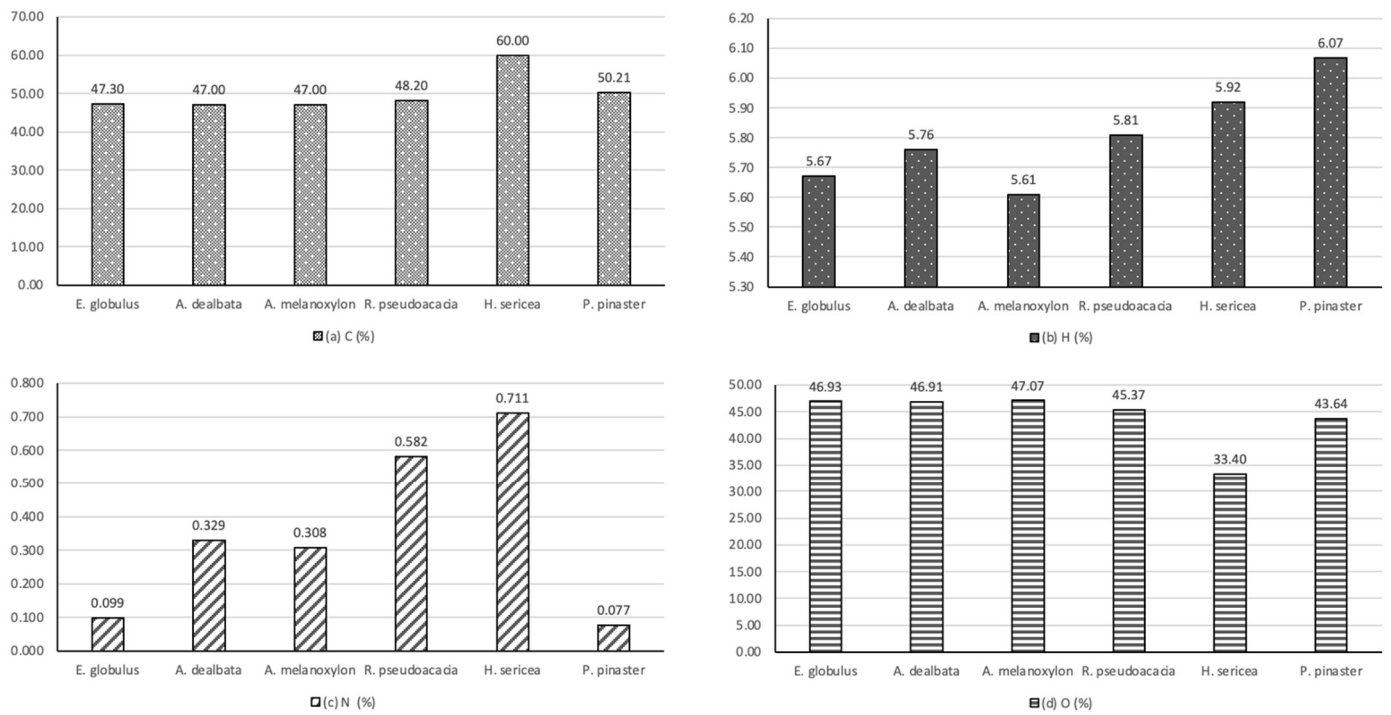 70.00
60.00
50.00
40.00
30.00
20.00
10.00
0.00
47.30
47.00
47.00
48.20
60.00
50.21
E. globulus
A. dealbata
A. melanoxylon
R. pseudoacacia
H. sericea
P. pinaster
(a) C (%)
6.20
6.10
6.00
5.90
5.80
5.70
5.60
5.50
5.40
5.30
5.67
5.76
5.61
5.81
5.92
6.07
E. globulus
A. dealbata
A. melanoxylon
R. pseudoacacia
H. sericea
P. pinaster
(b) H (%)
0.800
0.700
0.600
0.500
0.400
0.300
0.200
0.100
0.000
0.099
0.329
0.308
0.582
0.711
0.077
E. globulus
A. dealbata
A. melanoxylon
R. pseudoacacia
H. sericea
P. pinaster
(c) N (%)
50.00
45.00
40.00
35.00
30.00
25.00
20.00
15.00
10.00
5.00
0.00
46.93
46.91
47.07
45.37
33.40
43.64
E. globulus
A. dealbata
A. melanoxylon
R. pseudoacacia
H. sericea
P. pinaster
(d) O (%)